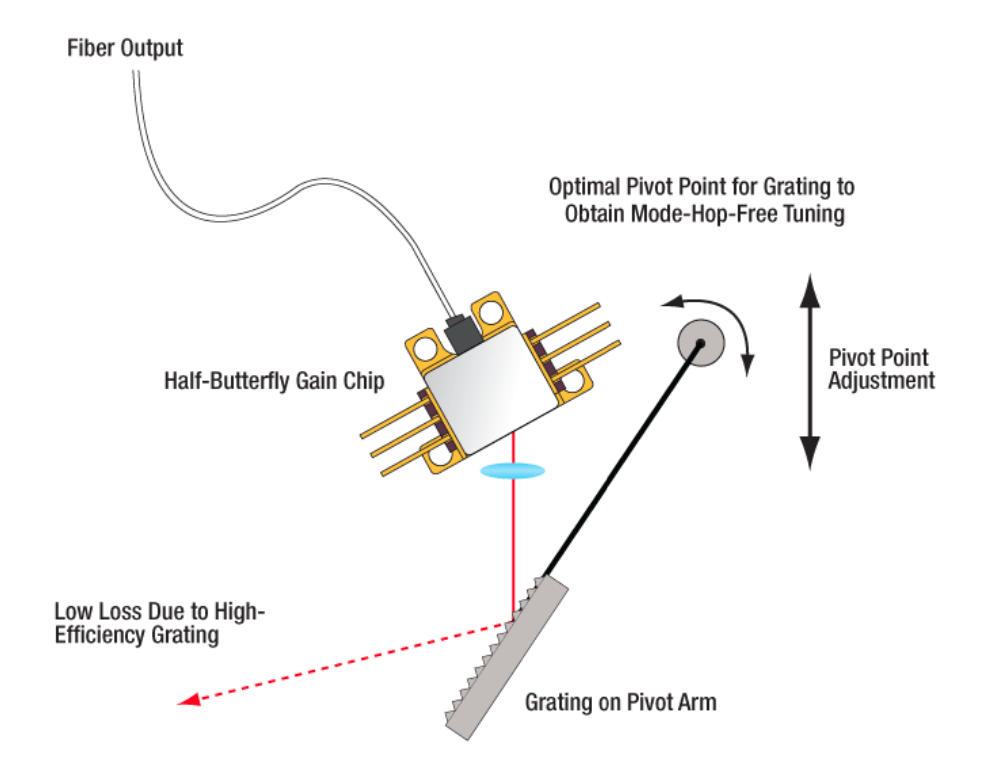 Fiber Output
Optimal Pivot Point for Grating to
Obtain Mode-Hop-Free Tuning
Pivot Point
Adjustment
Half-Butterfly Gain Chip
Low Loss Due to High-
Efficiency Grating
Grating on Pivot Arm